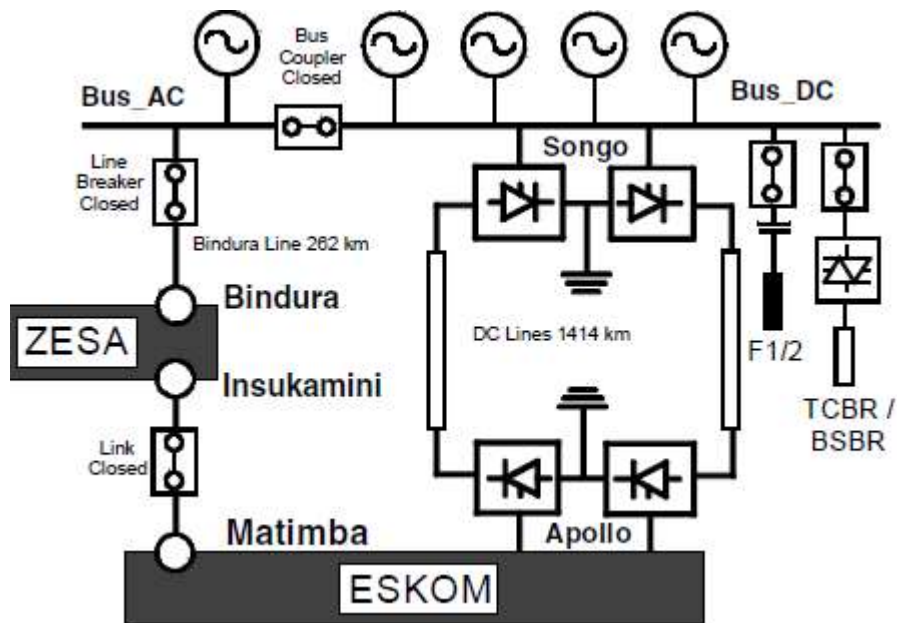 Bus
Coupler
Closed
Bus_AC
Bus_DC
Line
Breaker
Closed
Songo
Bindura Line 262 km
Bindura
ZESA
DC Lines 1414 km
F1/2
Insukamini
TCBR /
BSBR
Link
Closed
Matimba
Apollo
ESKOM